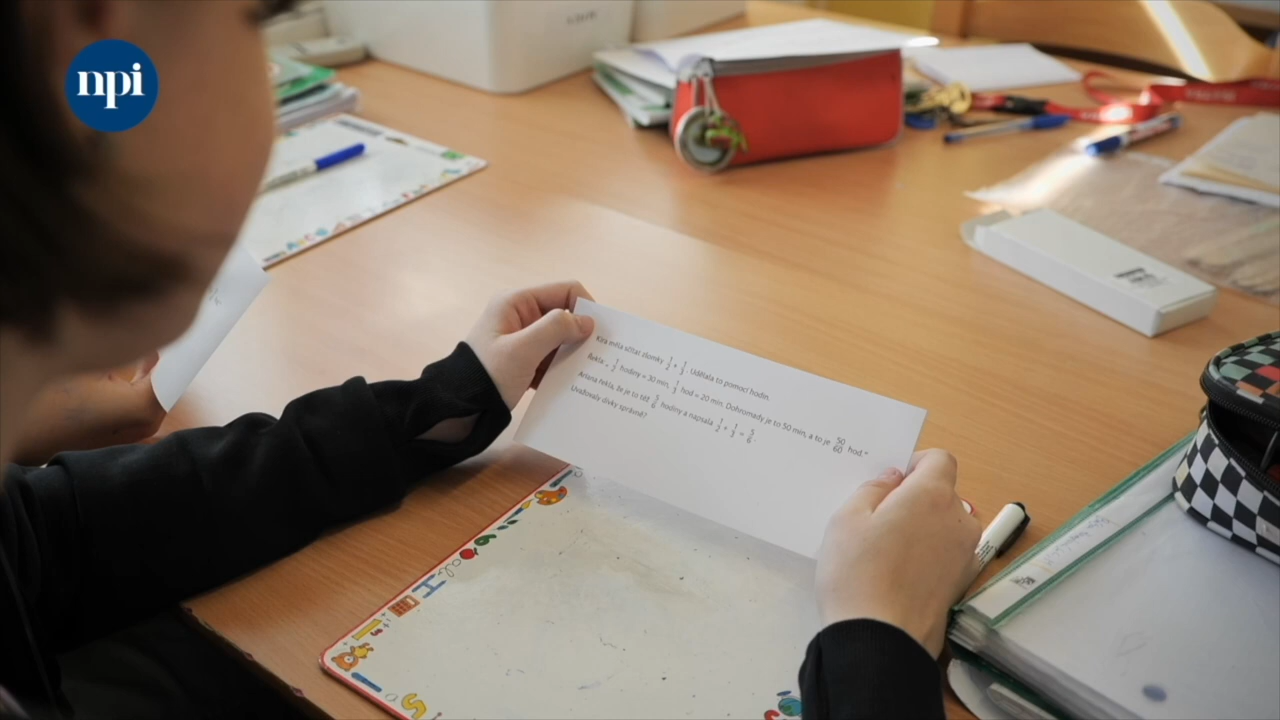 npi
Kira měla sčítat zlomky 1/2 + 1/3. Udělala to pomocí hodin.
Řekla „1/2 hodiny = 30 min, 1/3 hod = 20 min. Dohromady je to 50 min, a to je 50/60 hod."
Ariana řekla, že je to též 5/6 hodiny a napsala 1/2 + 1/3 = 5/6.
Uvažovaly dívky správně?